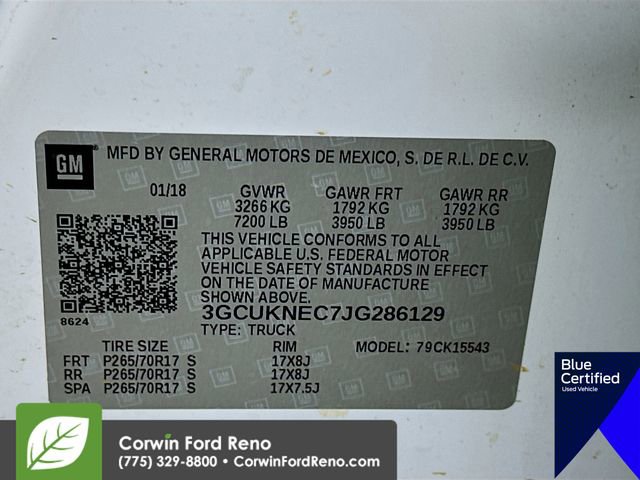 GM
MFD BY GENERAL MOTORS DE MEXICO, S. DE R.L. DE C.V.
01/18 GVWR GAWR FRT GAWR RR
3266 KG 1792 KG 1792 KG
7200 LB 3950 LB 3950 LB
THIS VEHICLE CONFORMS TO ALL
APPLICABLE U.S. FEDERAL MOTOR
VEHICLE SAFETY STANDARDS IN EFFECT
ON THE DATE OF MANUFACTURE
SHOWN ABOVE.
8624
3GCUKNEC7JG286129
TYPE: TRUCK
TIRE SIZE RIM MODEL: 79CK15543
FRT P265/70R17 S 17X8J
RR P265/70R17 S 17X8J
SPA P265/70R17 S 17X7.5J
Blue
Certified
Used Vehicles
Corwin Ford Reno
(775) 329-8800 • CorwinFordReno.com